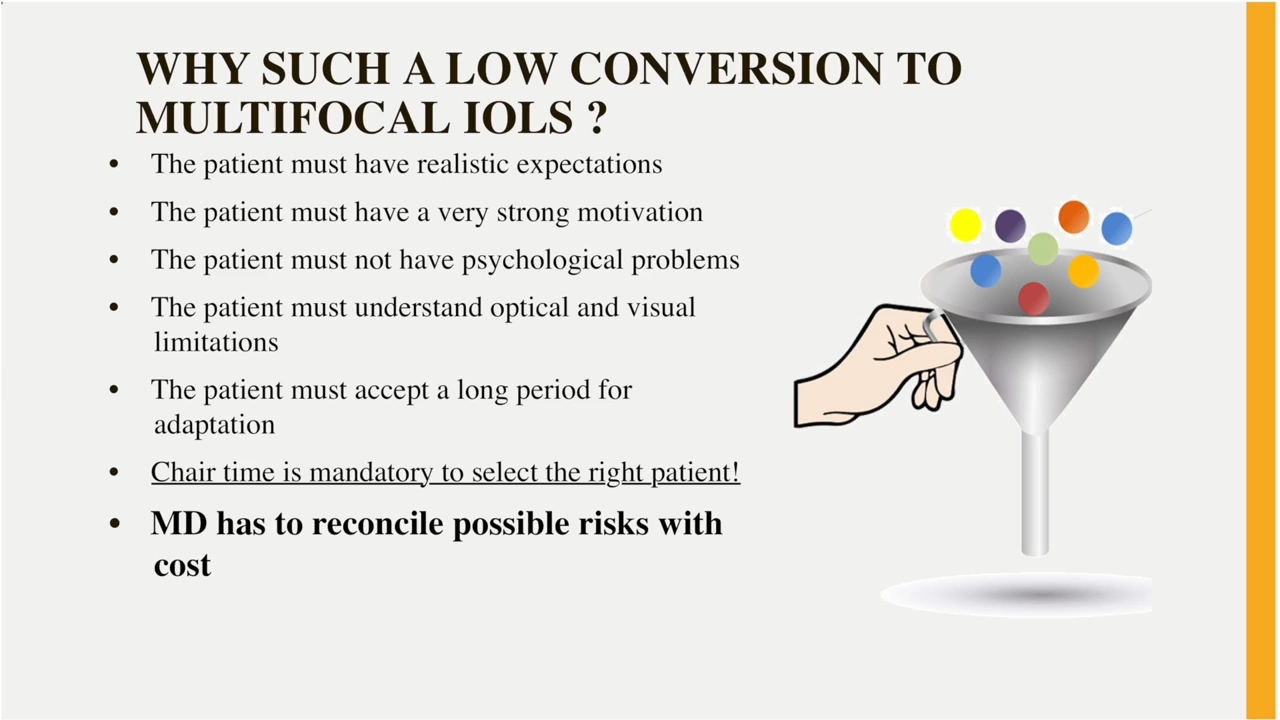 WHY SUCH A LOW CONVERSION TO
MULTIFOCAL IOLS ?
• The patient must have realistic expectations
• The patient must have a very strong motivation
• The patient must not have psychological problems
• The patient must understand optical and visual
limitations
• The patient must accept a long period for
adaptation
• Chair time is mandatory to select the right patient!
• MD has to reconcile possible risks with
cost